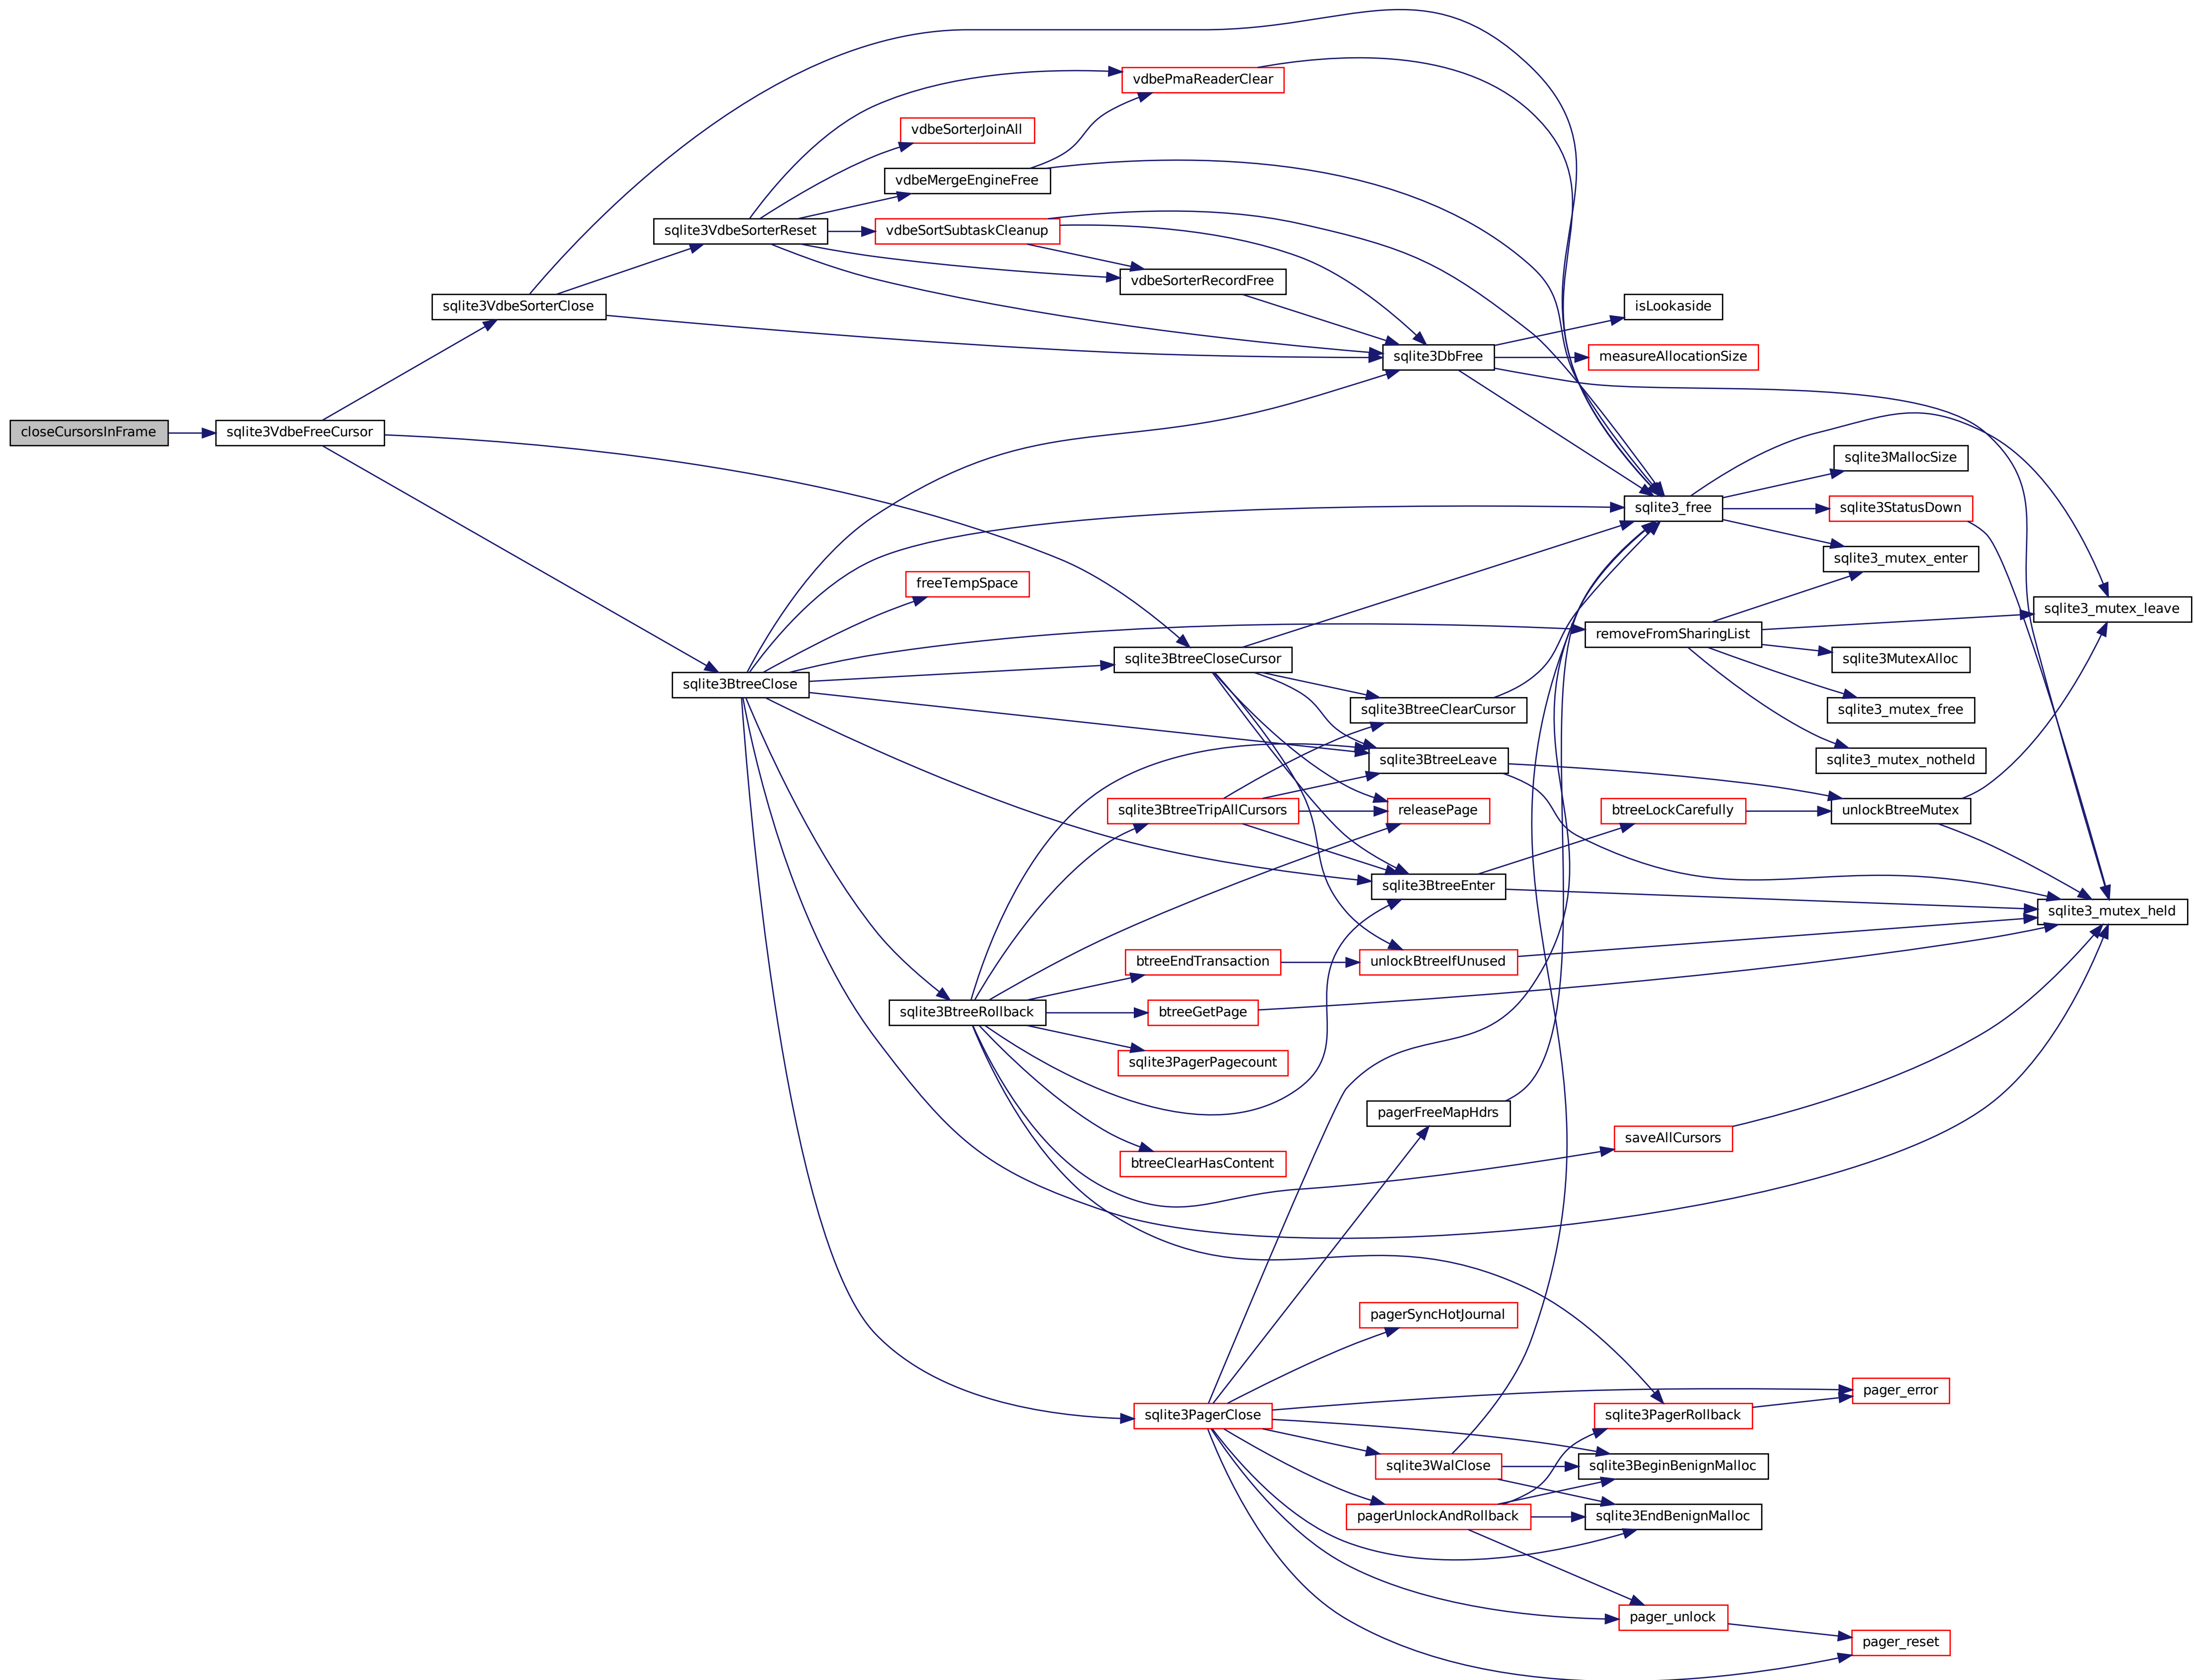 vdbePmaReaderClear
vdbeSorterJoinAll
vdbeMergeEngineFree
sqlite3VdbeSorterReset
vdbeSortSubtaskCleanup
vdbeSorterRecordFree
sqlite3VdbeSorterClose
isLookaside
sqlite3DbFree
measureAllocationSize
closeCursorsInFrame
sqlite3VdbeFreeCursor
sqlite3MallocSize
sqlite3_free
sqlite3StatusDown
sqlite3_mutex_enter
freeTempSpace
sqlite3_mutex_leave
removeFromSharingList
sqlite3BtreeCloseCursor
sqlite3MutexAlloc
sqlite3BtreeClose
sqlite3BtreeClearCursor
sqlite3_mutex_free
sqlite3BtreeLeave
sqlite3_mutex_notheld
sqlite3BtreeTripAllCursors
releasePage
btreeLockCarefully
unlockBtreeMutex
sqlite3BtreeEnter
sqlite3_mutex_held
btreeEndTransaction
unlockBtreeIfUnused
sqlite3BtreeRollback
btreeGetPage
sqlite3PagerPagecount
pagerFreeMapHdrs
saveAllCursors
btreeClearHasContent
pagerSyncHotJournal
pager_error
sqlite3PagerClose
sqlite3PagerRollback
sqlite3WalClose
sqlite3BeginBenignMalloc
pagerUnlockAndRollback
sqlite3EndBenignMalloc
pager_unlock
pager_reset